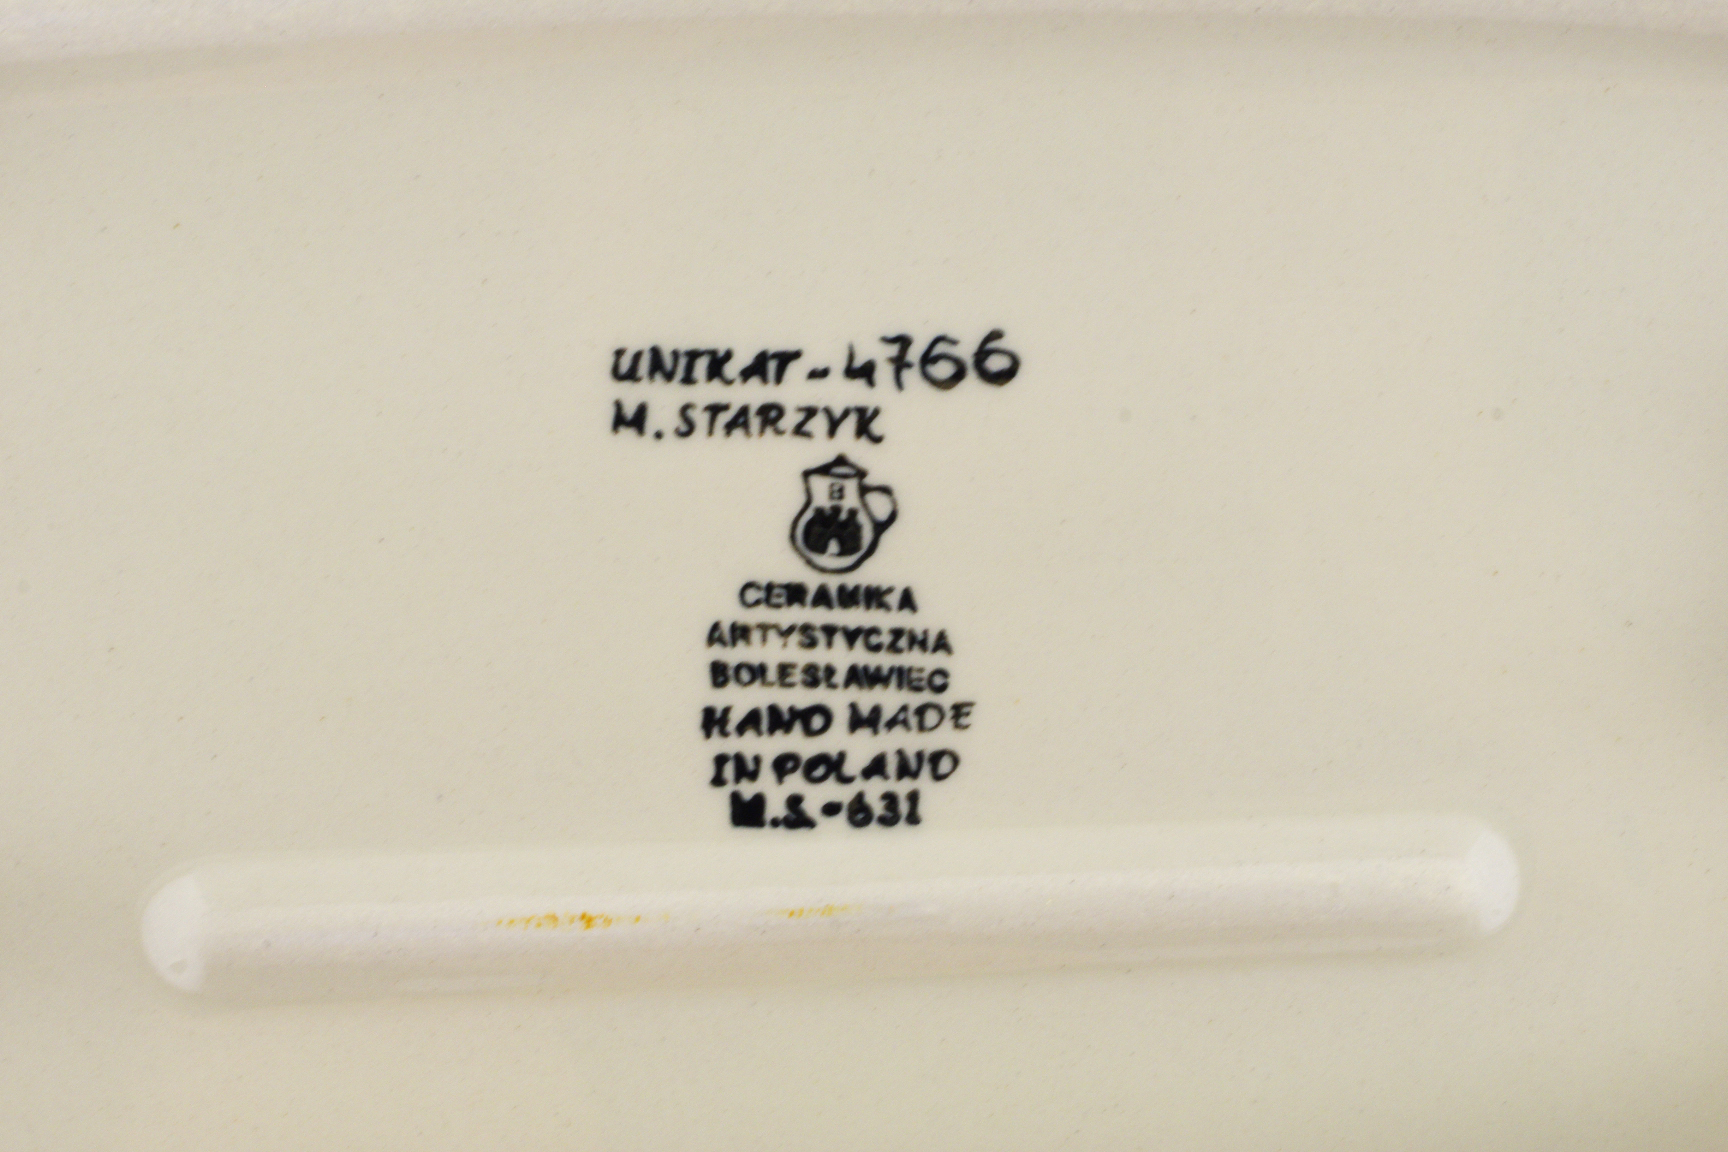 UNIKAT - 4766
M. STARZYK
B
CERAMIKA
ARTYSTYCZNA
BOLESŁAWIEC
HAND MADE
IN POLAND
M.S.-631